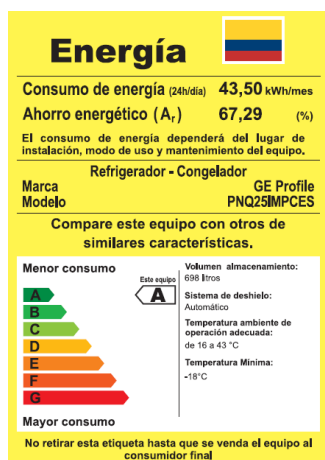 Energía
Consumo de energía (24h/día) 43,50 kWh/mes
Ahorro energético (Ar) 67,29 (%)
El consumo de energía dependerá del lugar de
instalación, modo de uso y mantenimiento del equipo.
Refrigerador - Congelador
Marca GE Profile
Modelo PNQ25IMPCES
Compare este equipo con otros de
similares características.
Menor consumo
Este equipo
A
A
B
C
D
E
F
G
Mayor consumo
Volumen almacenamiento:
698 litros
Sistema de deshielo:
Automático
Temperatura ambiente de
operación adecuada:
de 16 a 43 °C
Temperatura Mínima:
-18°C
No retirar esta etiqueta hasta que se venda el equipo al
consumidor final